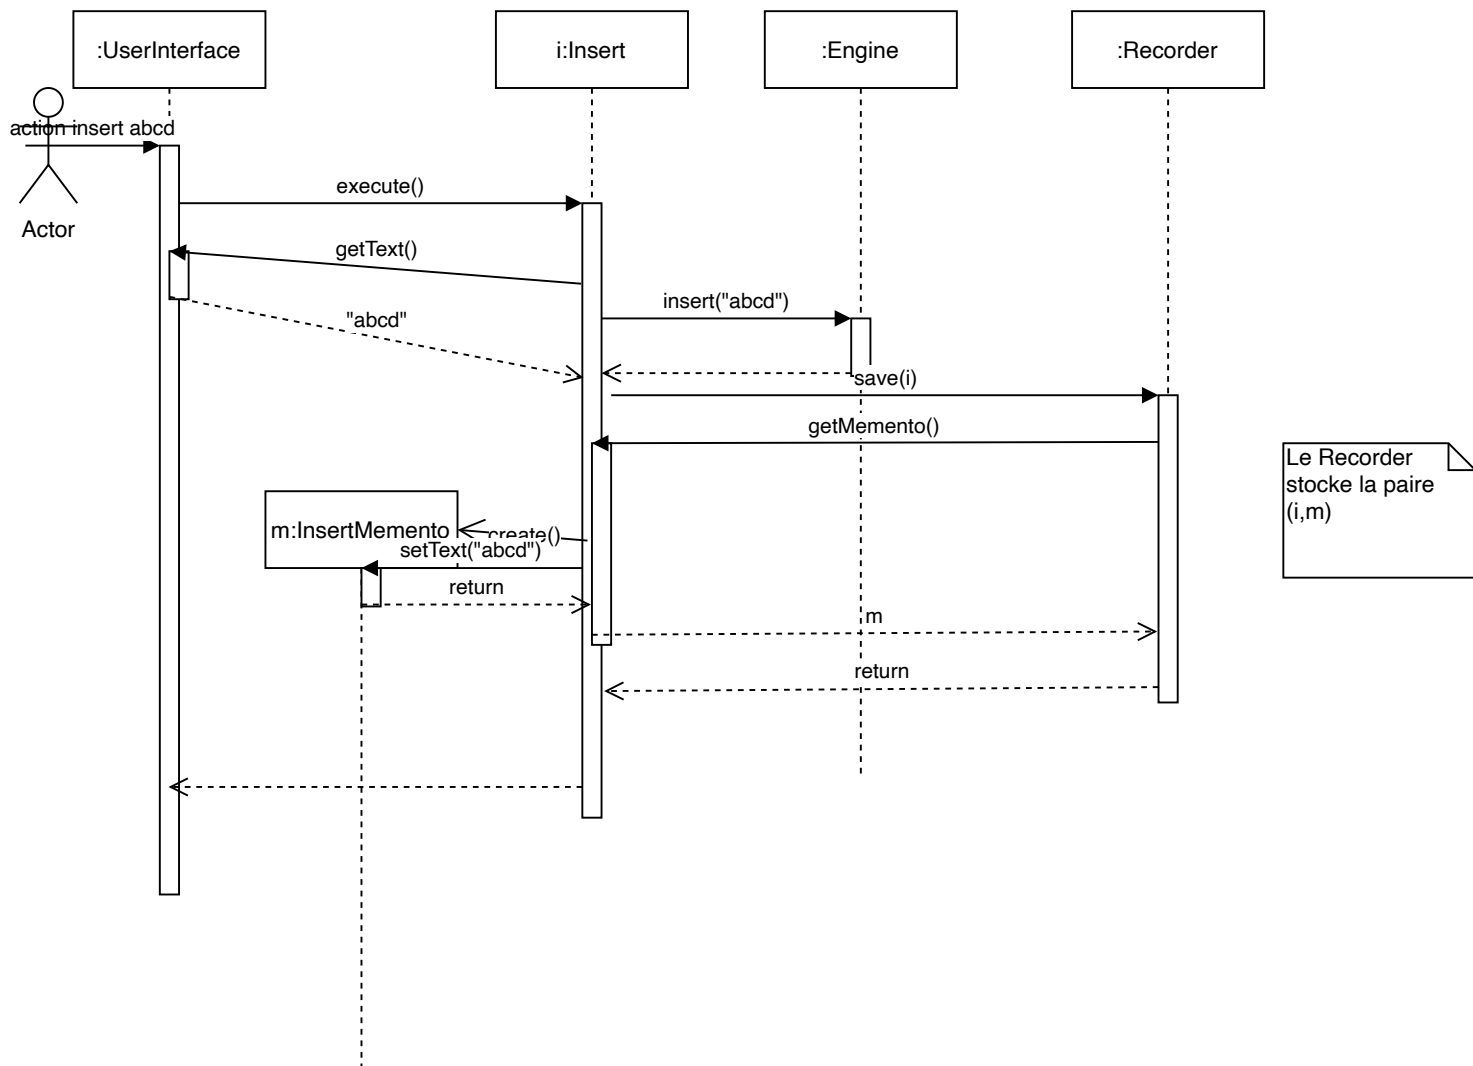 :UserInterface
i:Insert
:Engine
:Recorder
action insert abcd
Actor
execute()
getText()
insert("abcd")
"abcd"
save(i)
getMemento()
Le Recorder
stocke la paire
(i,m)
m:InsertMemento
create()
setText("abcd")
return
m
return